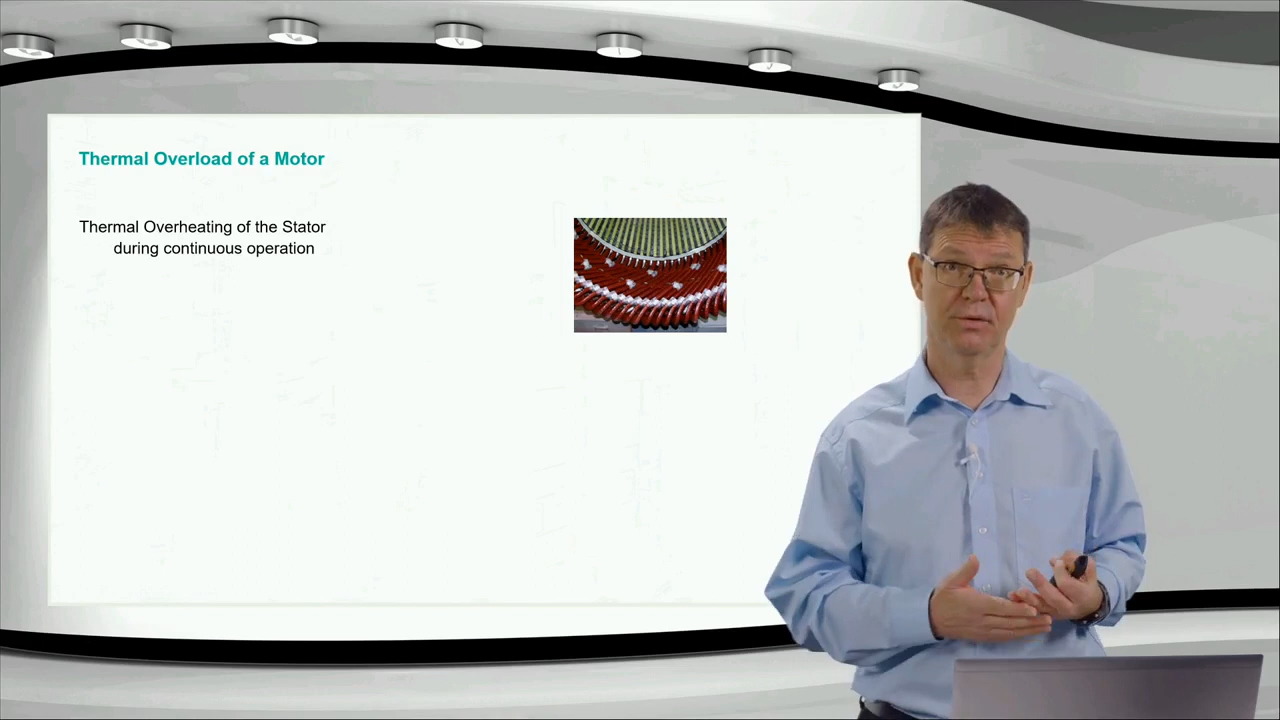 Thermal Overload of a Motor
Thermal Overheating of the Stator
during continuous operation